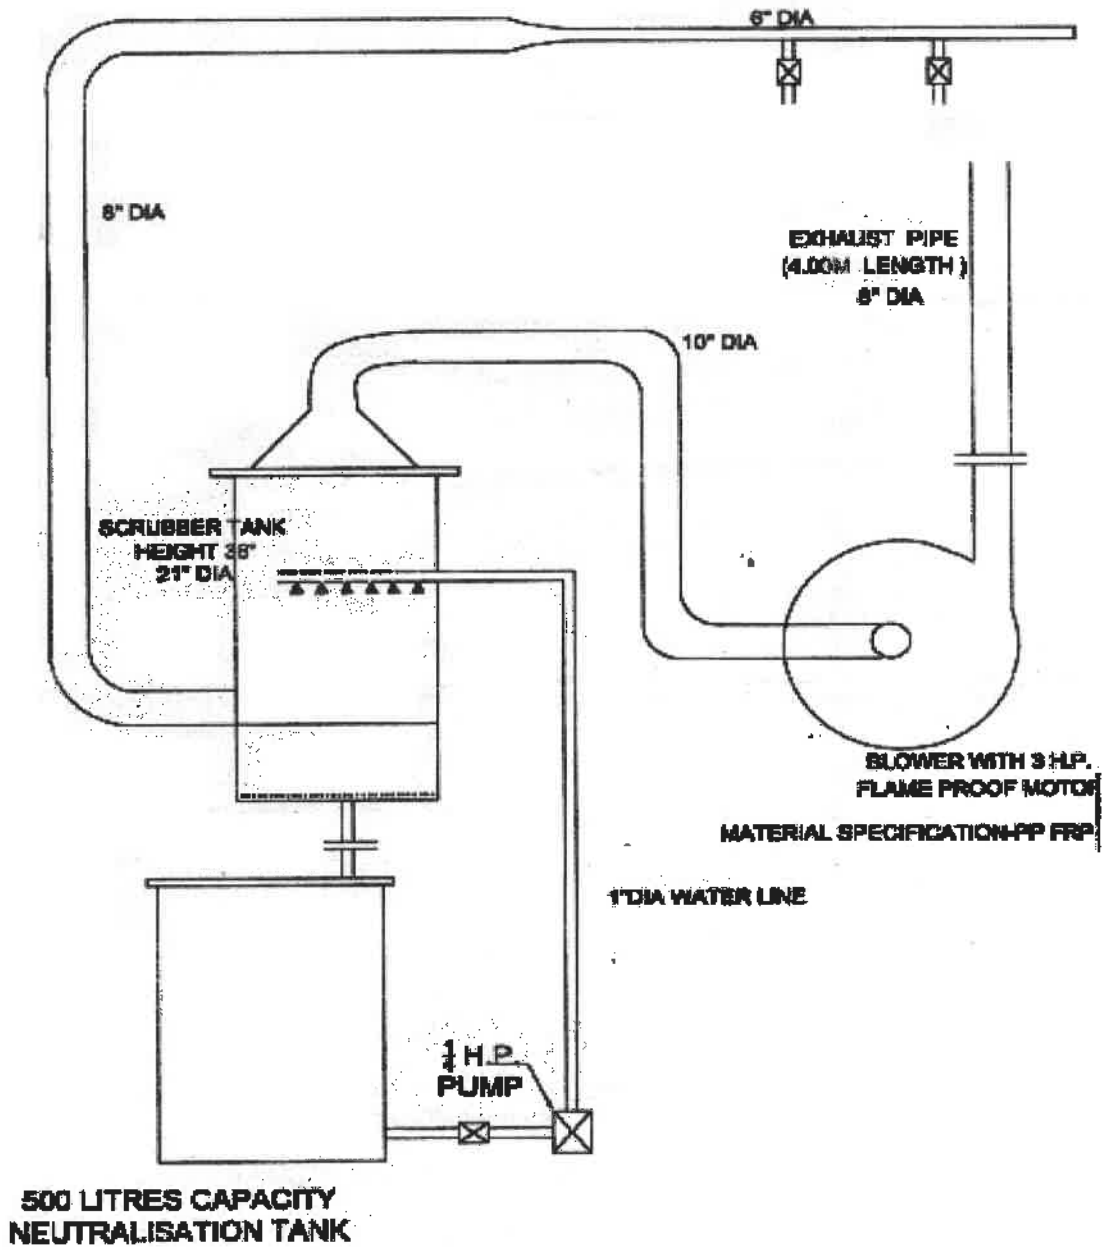 6" DIA
8" DIA
EXHAUST PIPE
(4.00M LENGTH)
8" DIA
10" DIA
SCRUBBER TANK
HEIGHT 36"
21" DIA
BLOWER WITH 3 H.P.
FLAME PROOF MOTOR
MATERIAL SPECIFICATION-PP FRP
1"DIA WATER LINE
H.P.
PUMP
500 LITRES CAPACITY
NEUTRALISATION TANK